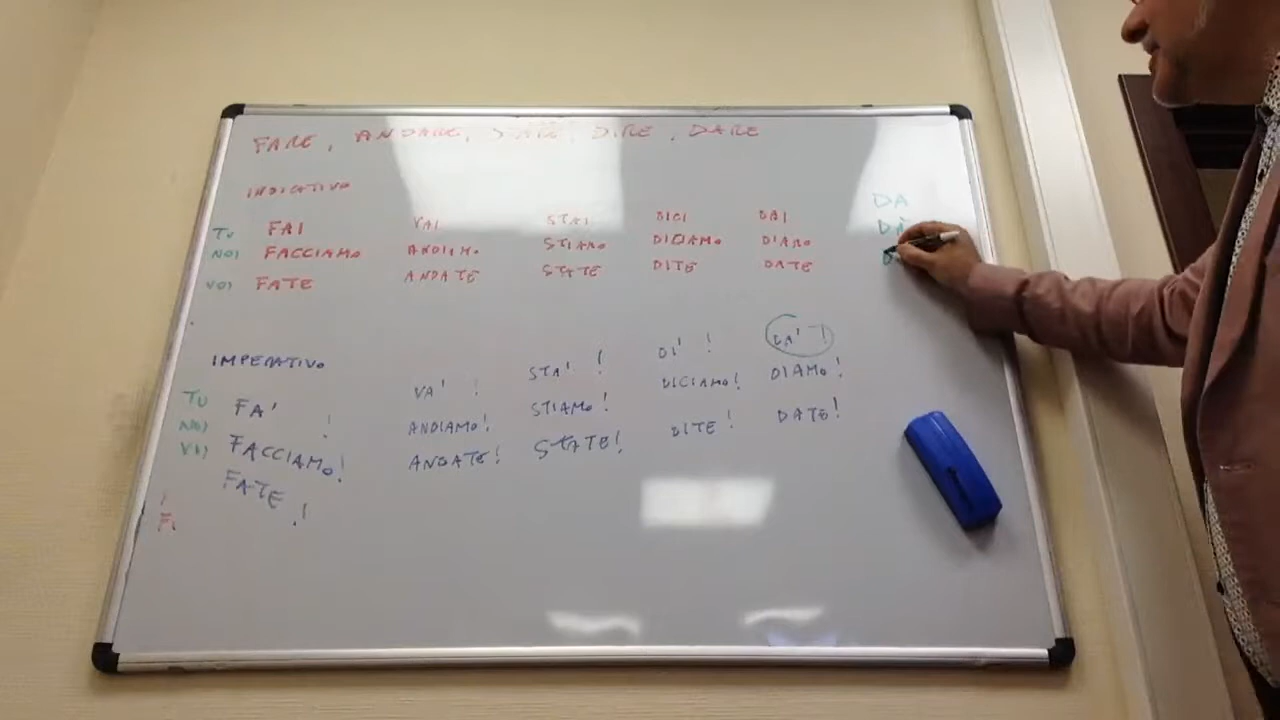 FARE, ANDARE, STARE, DIRE, DARE
INDICATIVO
TU FAI VAI STAI DICI DAI
NOI FACCIAMO ANDIAMO STIAMO DICIAMO DIAMO
VOI FATE ANDATE STATE DITE DATE
DA
DÀ
IMPERATIVO
TU FA' ! VA' ! STA' ! DI' ! DA' !
NOI FACCIAMO! ANDIAMO! STIAMO! DICIAMO! DIAMO!
VOI FATE ! ANDATE! STATE! DITE! DATE!